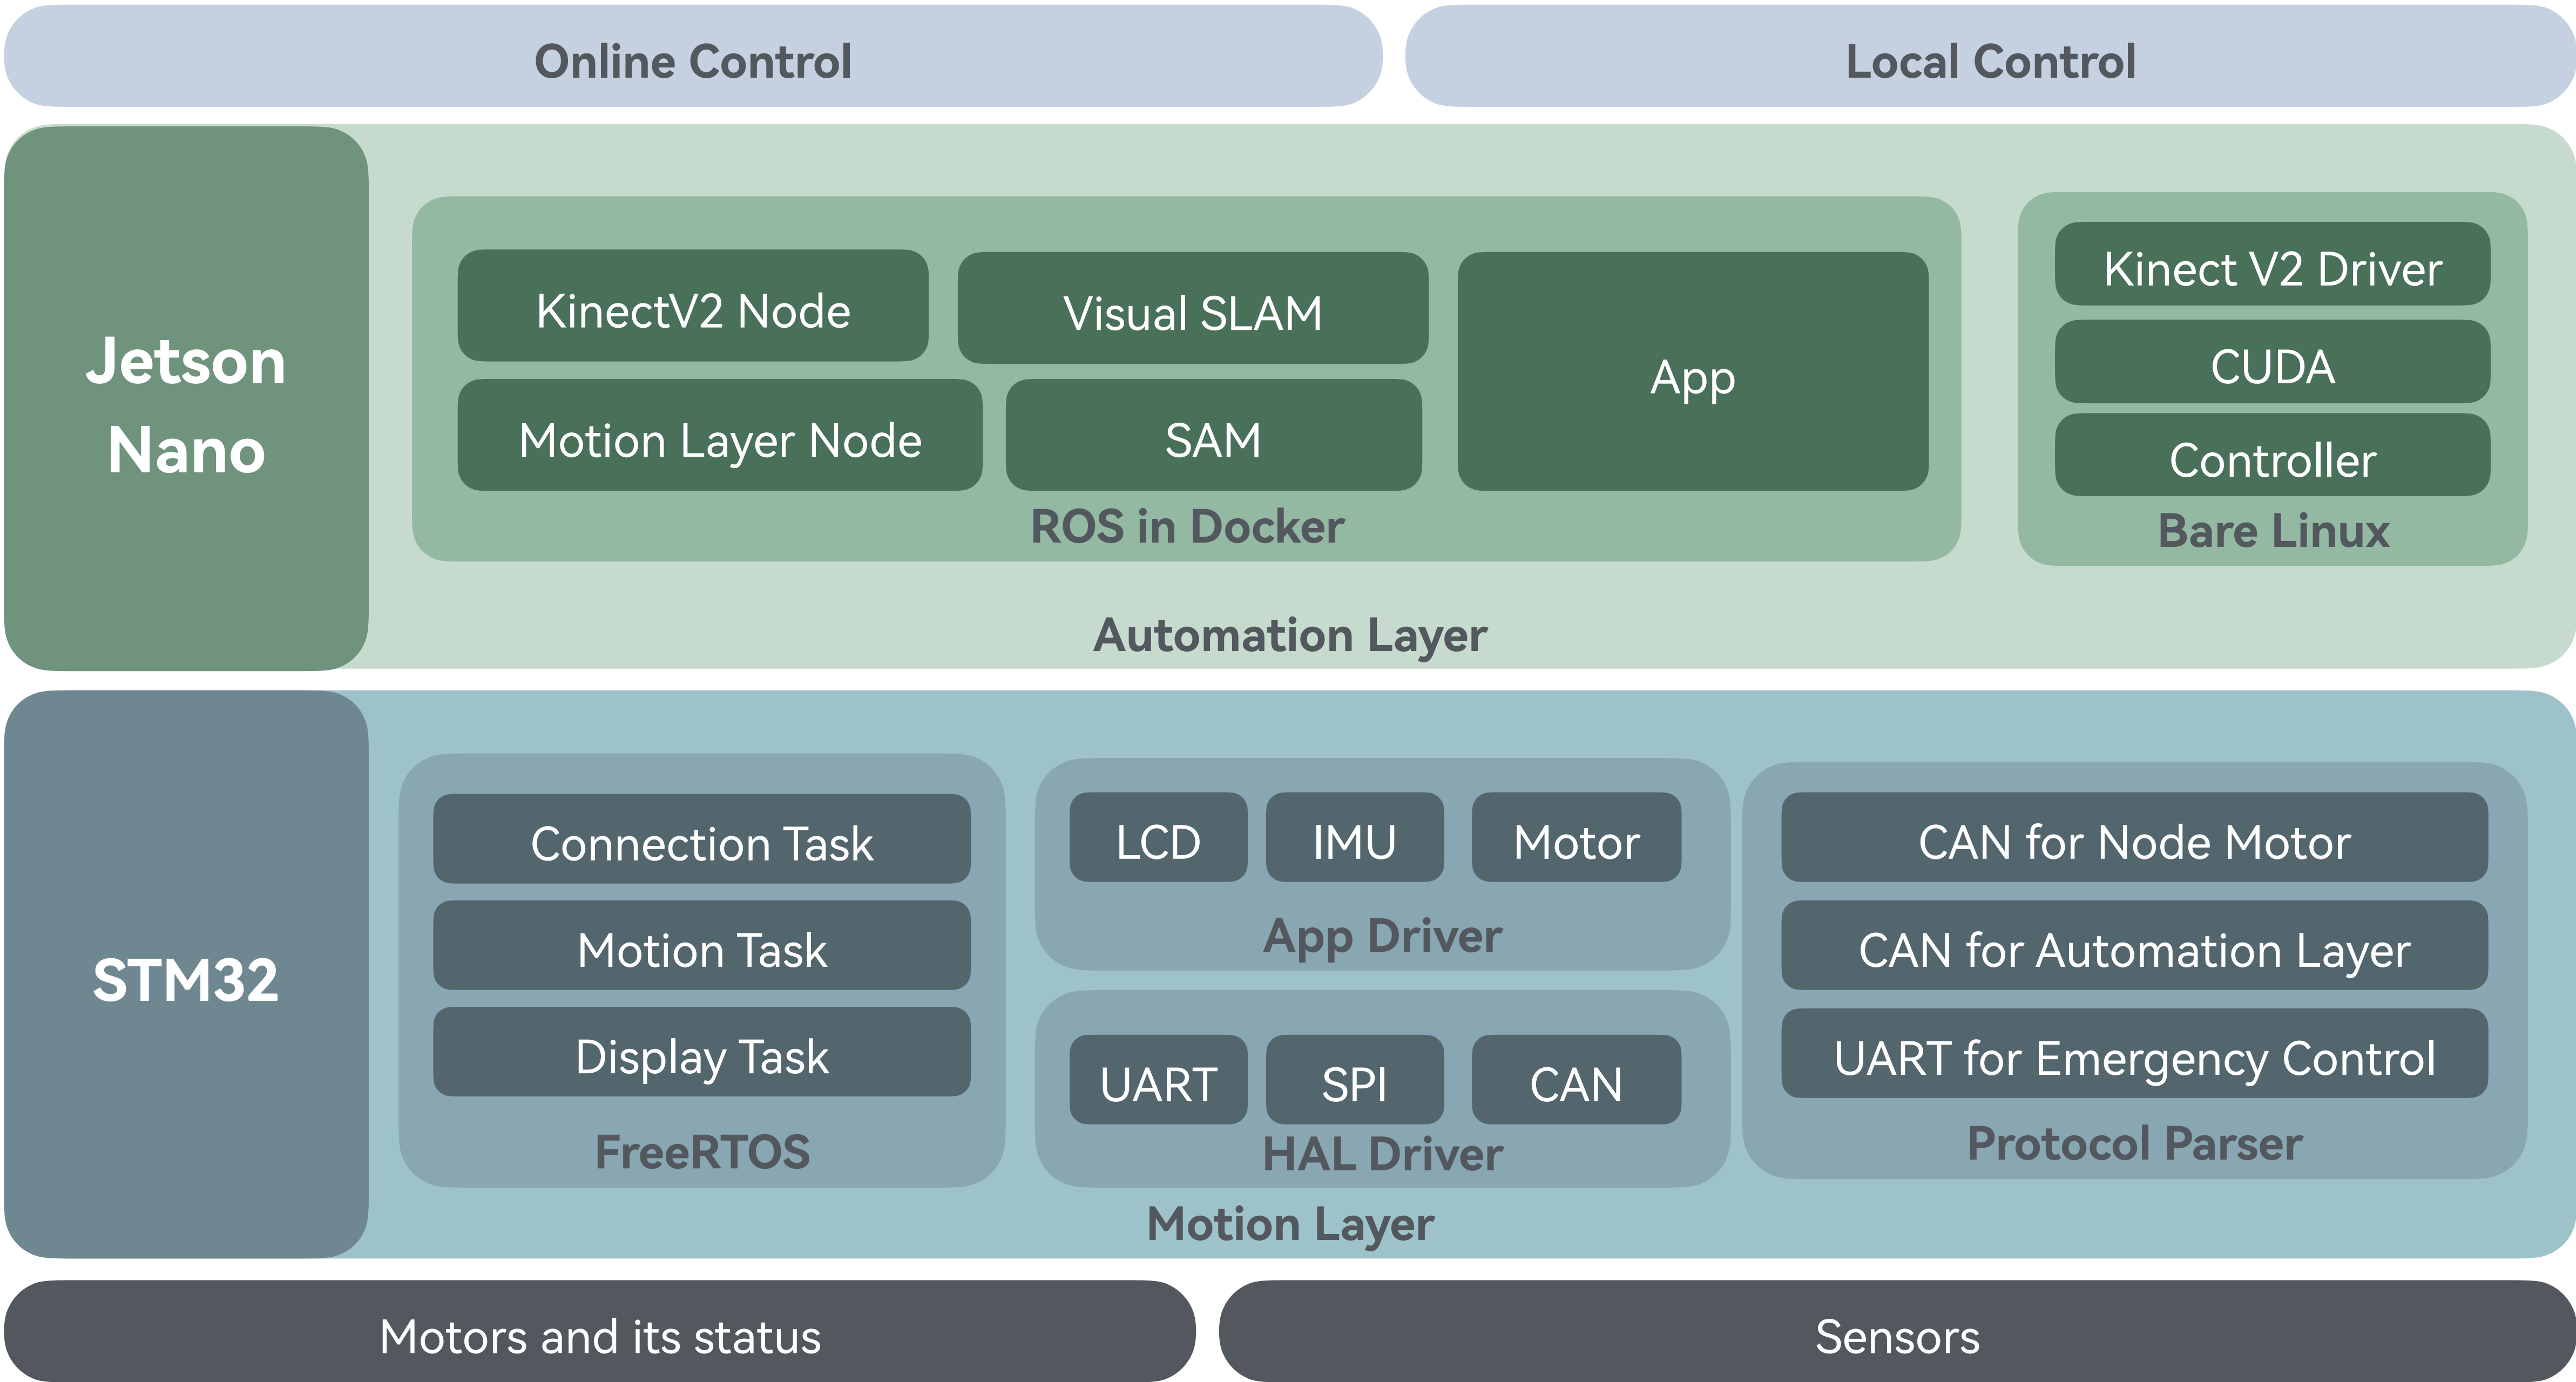 Online Control
Local Control
Jetson
Nano
KinectV2 Node
Visual SLAM
App
Motion Layer Node
SAM
ROS in Docker
Kinect V2 Driver
CUDA
Controller
Bare Linux
Automation Layer
STM32
Connection Task
Motion Task
Display Task
FreeRTOS
LCD
IMU
Motor
App Driver
UART
SPI
CAN
HAL Driver
CAN for Node Motor
CAN for Automation Layer
UART for Emergency Control
Protocol Parser
Motion Layer
Motors and its status
Sensors